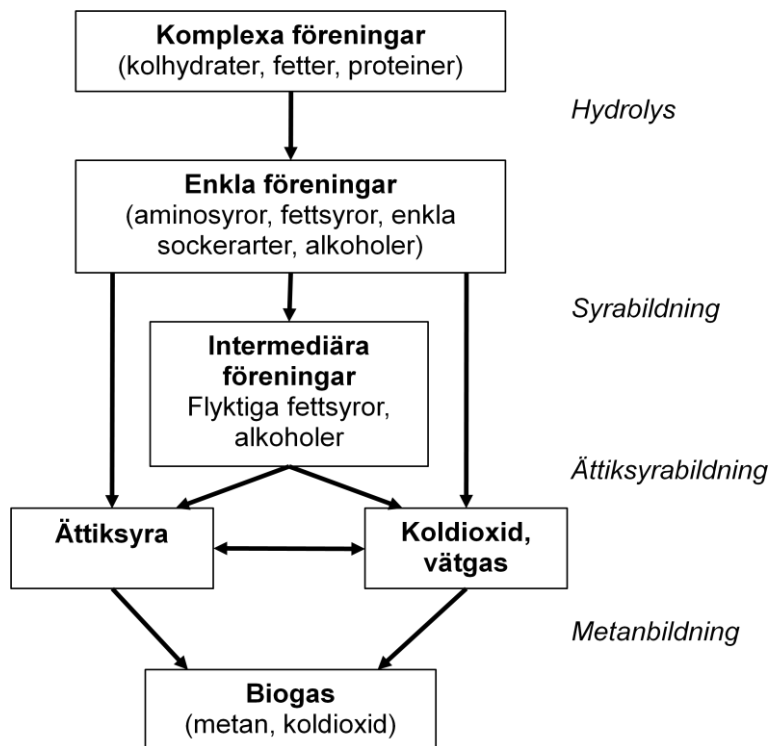 Komplexa föreningar
(kolhydrater, fetter, proteiner)
Hydrolys
Enkla föreningar
(aminosyror, fettsyror, enkla
sockerarter, alkoholer)
Syrabildning
Intermediära
föreningar
Flyktiga fettsyror,
alkoholer
Ättiksyrabildning
Ättiksyra
Koldioxid,
vätgas
Metanbildning
Biogas
(metan, koldioxid)